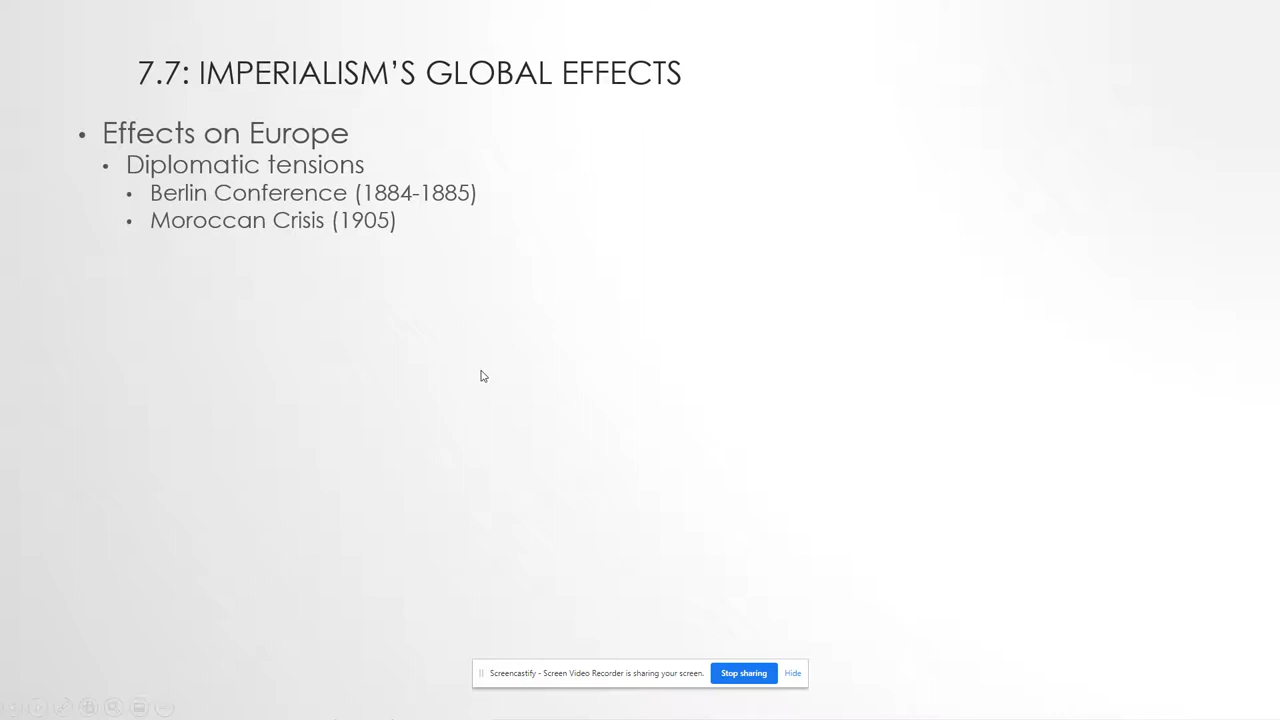 7.7: IMPERIALISM’S GLOBAL EFFECTS
• Effects on Europe
• Diplomatic tensions
• Berlin Conference (1884-1885)
• Moroccan Crisis (1905)
Screencastify - Screen Video Recorder is sharing your screen. Stop sharing Hide